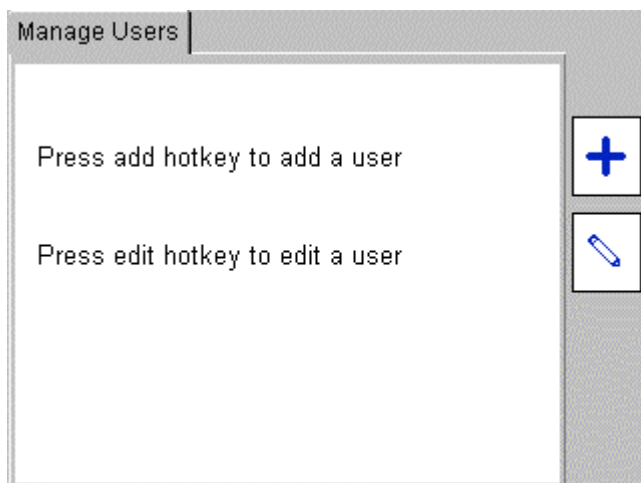 Manage Users
Press add hotkey to add a user
Press edit hotkey to edit a user